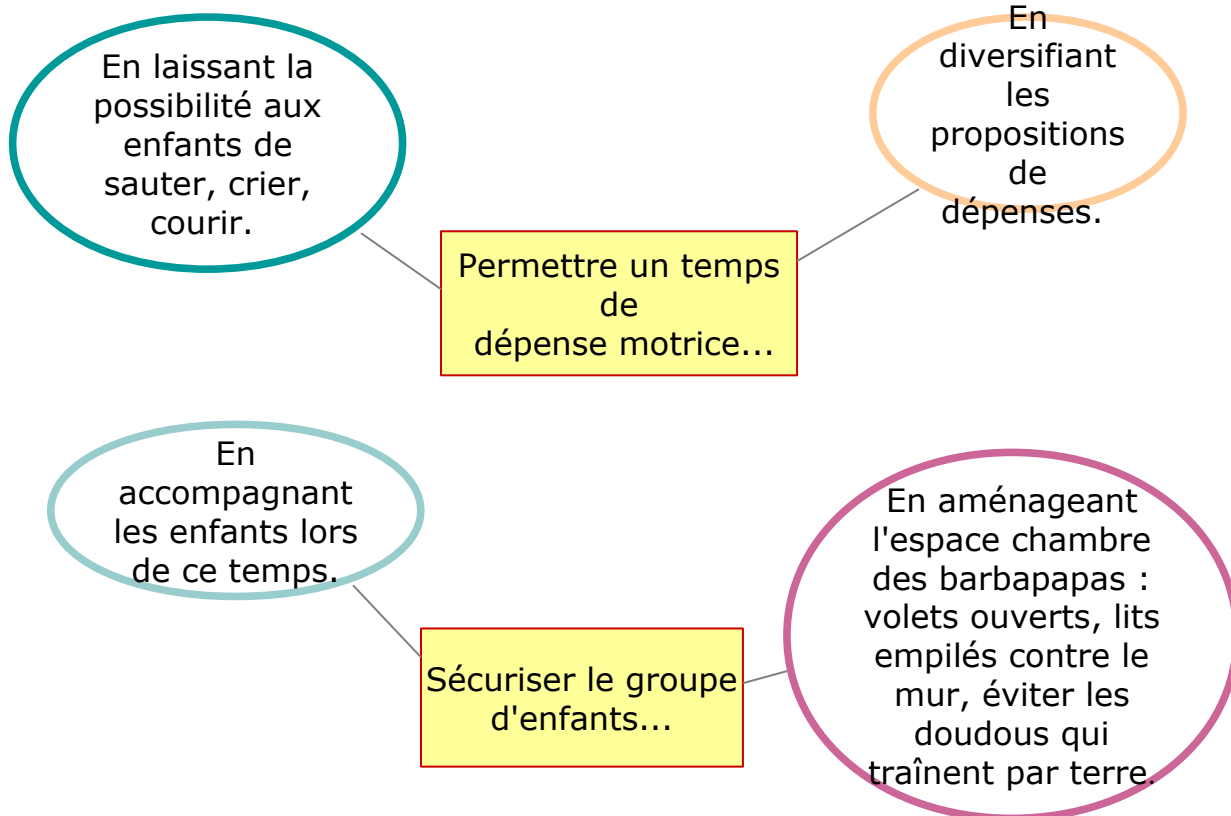 En laissant la
possibilité aux
enfants de
sauter, crier,
courir.
En
diversifiant
les
propositions
de
dépenses.
Permettre un temps
de
dépense motrice...
En
accompagnant
les enfants lors
de ce temps.
En aménageant
l'espace chambre
des barbapapas :
volets ouverts, lits
empilés contre le
mur, éviter les
doudous qui
traînent par terre.
Sécuriser le groupe
d'enfants...